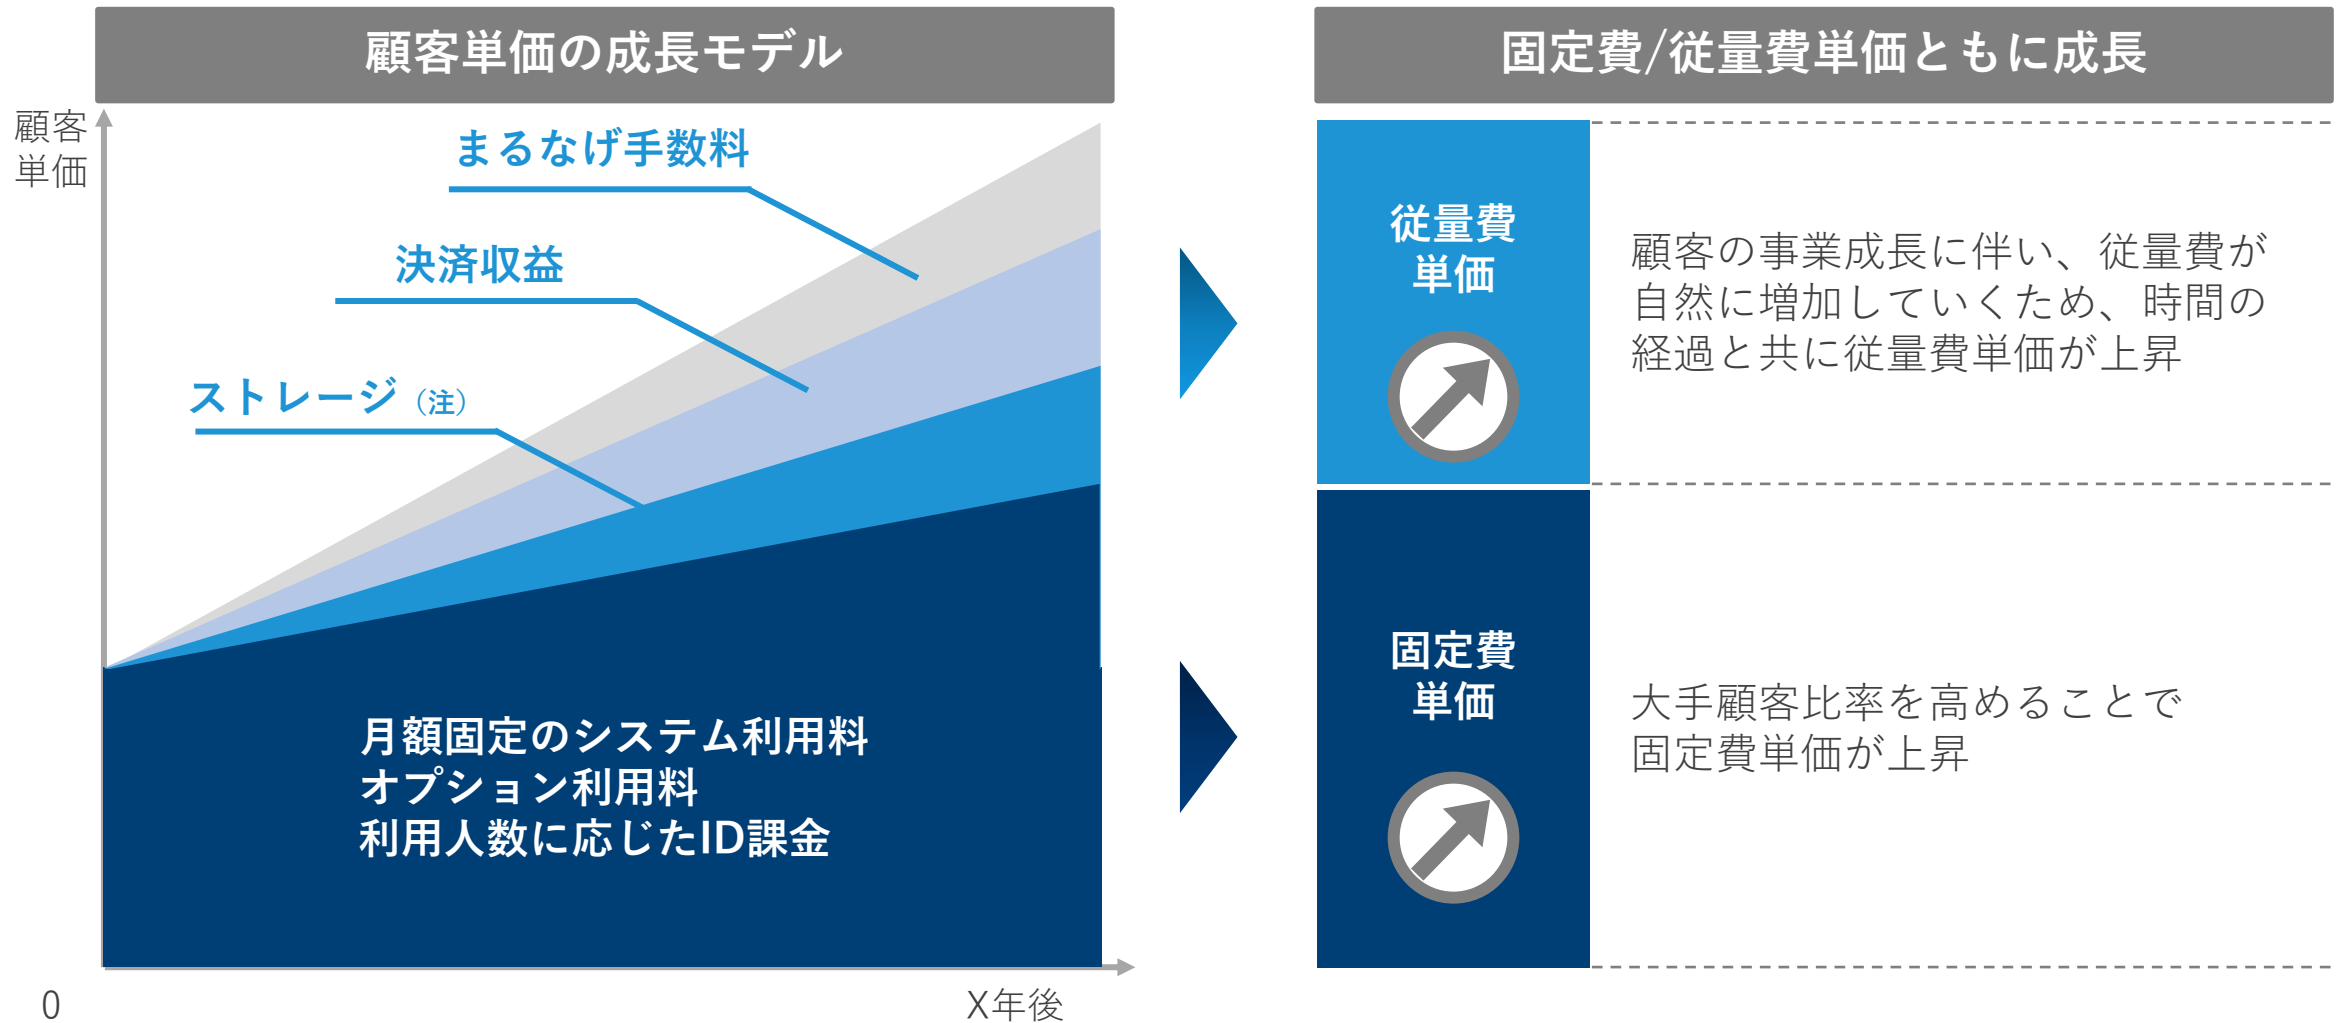 顧客単価の成長モデル
顧客
単価
まるなげ手数料
決済収益
ストレージ（注）
月額固定のシステム利用料
オプション利用料
利用人数に応じたID課金
0
X年後
固定費/従量費単価ともに成長
従量費
単価
顧客の事業成長に伴い、従量費が
自然に増加していくため、時間の
経過と共に従量費単価が上昇
固定費
単価
大手顧客比率を高めることで
固定費単価が上昇